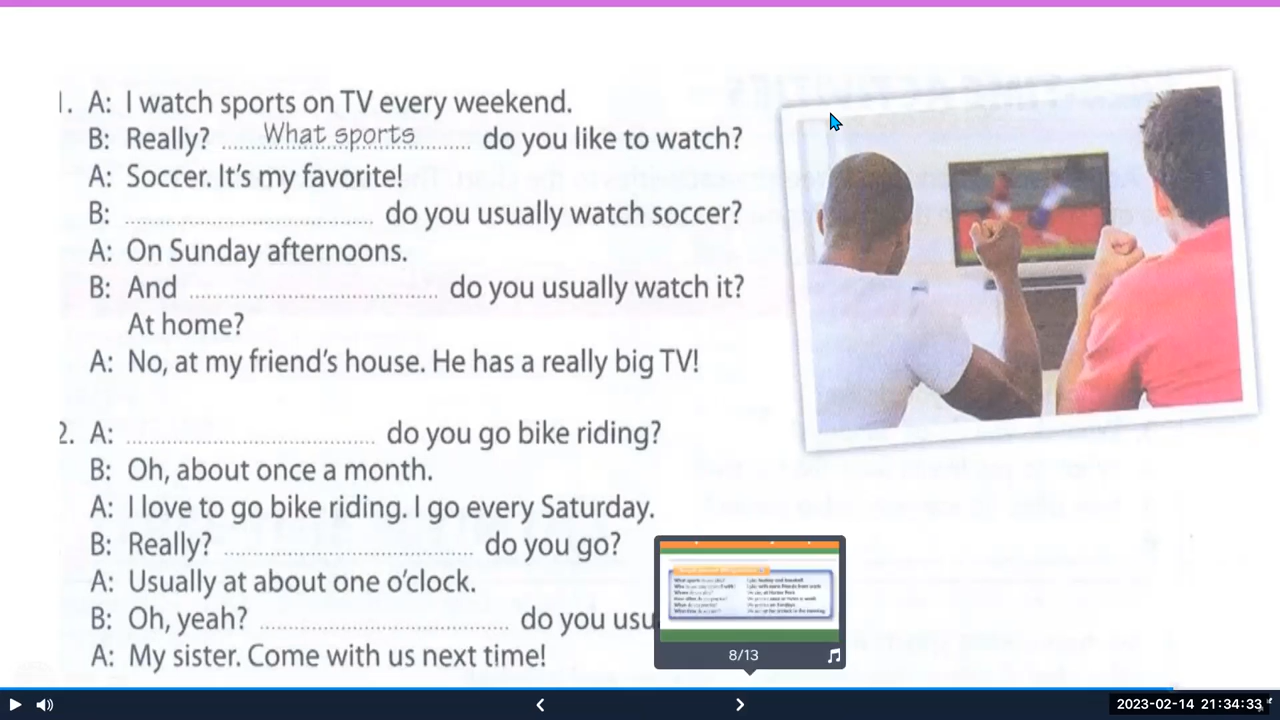 1. A: I watch sports on TV every weekend.
B: Really? What sports do you like to watch?
A: Soccer. It's my favorite!
B: ........ do you usually watch soccer?
A: On Sunday afternoons.
B: And ........ do you usually watch it?
At home?
A: No, at my friend's house. He has a really big TV!
2. A: ........ do you go bike riding?
B: Oh, about once a month.
A: I love to go bike riding. I go every Saturday.
B: Really? ........ do you go?
A: Usually at about one o'clock.
B: Oh, yeah? ........ do you usu
A: My sister. Come with us next time!
8/13
2023-02-14 21:34:33